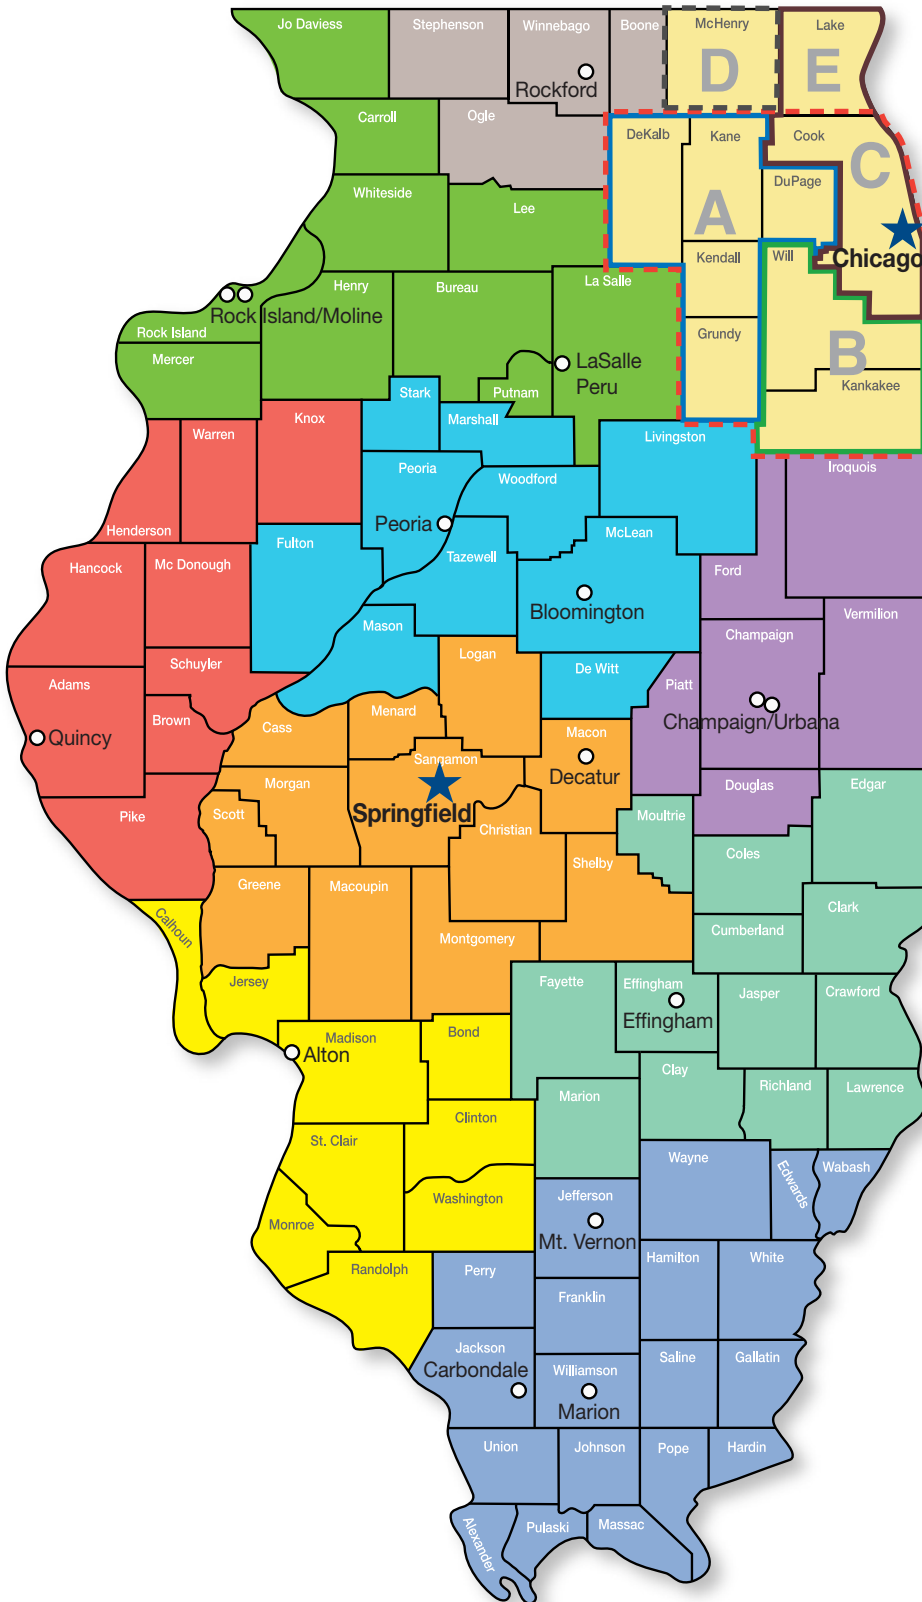 Jo Daviess
Stephenson
Winnebago
Boone
McHenry
Lake
D
E
Rockford
Carroll
Ogle
DeKalb
Kane
Cook
C
DuPage
Whiteside
Lee
A
Chicago
Kendall
Will
Henry
Bureau
La Salle
Rock Island/Moline
Rock Island
Grundy
B
Mercer
LaSalle
Peru
Kankakee
Stark
Putnam
Knox
Marshall
Warren
Livingston
Peoria
Woodford
Iroquois
Peoria
Henderson
McLean
Fulton
Tazewell
Hancock
Mc Donough
Ford
Bloomington
Vermilion
Mason
Champaign
Logan
Schuyler
De Witt
Adams
Piatt
Menard
Brown
Cass
Champaign/Urbana
Quincy
Macon
Sangamon
Decatur
Morgan
Douglas
Edgar
Scott
Springfield
Moultrie
Pike
Christian
Coles
Shelby
Greene
Macoupin
Clark
Calhoun
Cumberland
Montgomery
Jersey
Fayette
Effingham
Jasper
Crawford
Effingham
Bond
Madison
Alton
Clay
Richland
Lawrence
Marion
Clinton
St. Clair
Wayne
Edwards
Wabash
Washington
Jefferson
Monroe
Mt. Vernon
Randolph
Perry
Hamilton
White
Franklin
Jackson
Saline
Gallatin
Carbondale
Williamson
Marion
Union
Johnson
Pope
Hardin
Alexander
Pulaski
Massac